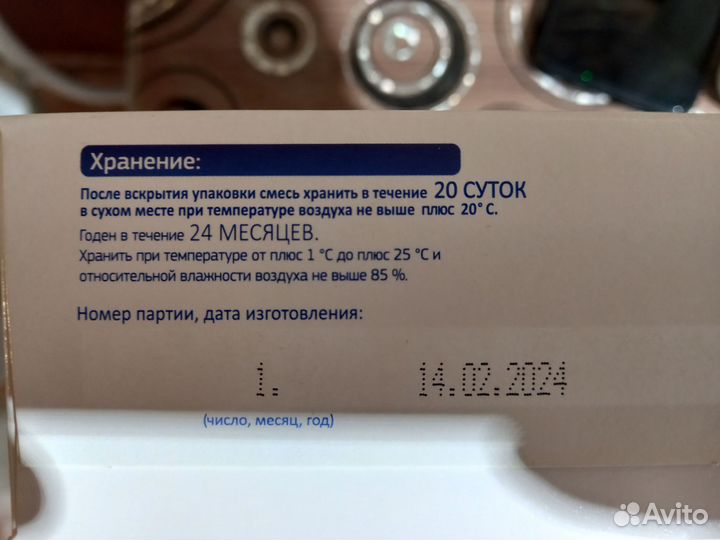 Хранение:
После вскрытия упаковки смесь хранить в течение 20 СУТОК
в сухом месте при температуре воздуха не выше плюс 20°С.
Годен в течение 24 МЕСЯЦЕВ.
Хранить при температуре от плюс 1 °С до плюс 25 °С и
относительной влажности воздуха не выше 85 %.
Номер партии, дата изготовления:
1. 14.02.2024
(число, месяц, год)
Avito